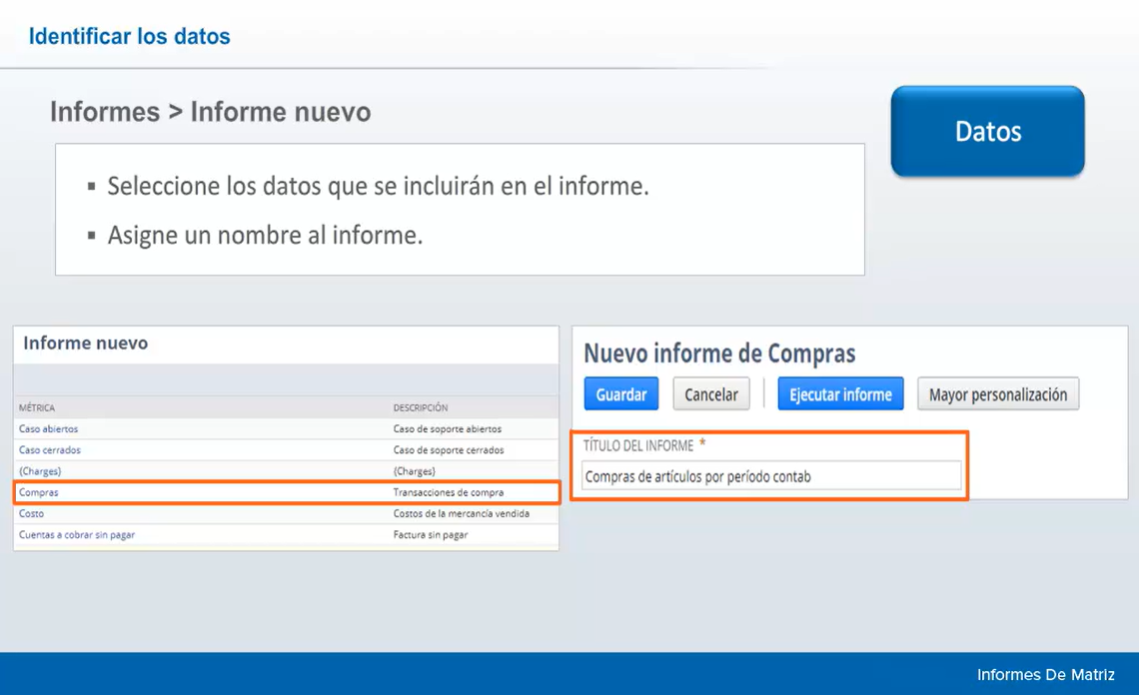 Identificar los datos
Informes > Informe nuevo
Datos
▪ Seleccione los datos que se incluirán en el informe.
▪ Asigne un nombre al informe.
Informe nuevo
MÉTRICA DESCRIPCIÓN
Caso abiertos Caso de soporte abiertos
Caso cerrados Caso de soporte cerrados
(Charges) (Charges)
Compras Transacciones de compra
Costo Costos de la mercancía vendida
Cuentas a cobrar sin pagar Factura sin pagar
Nuevo informe de Compras
Guardar Cancelar Ejecutar informe Mayor personalización
TÍTULO DEL INFORME *
Compras de artículos por período contab
Informes De Matriz